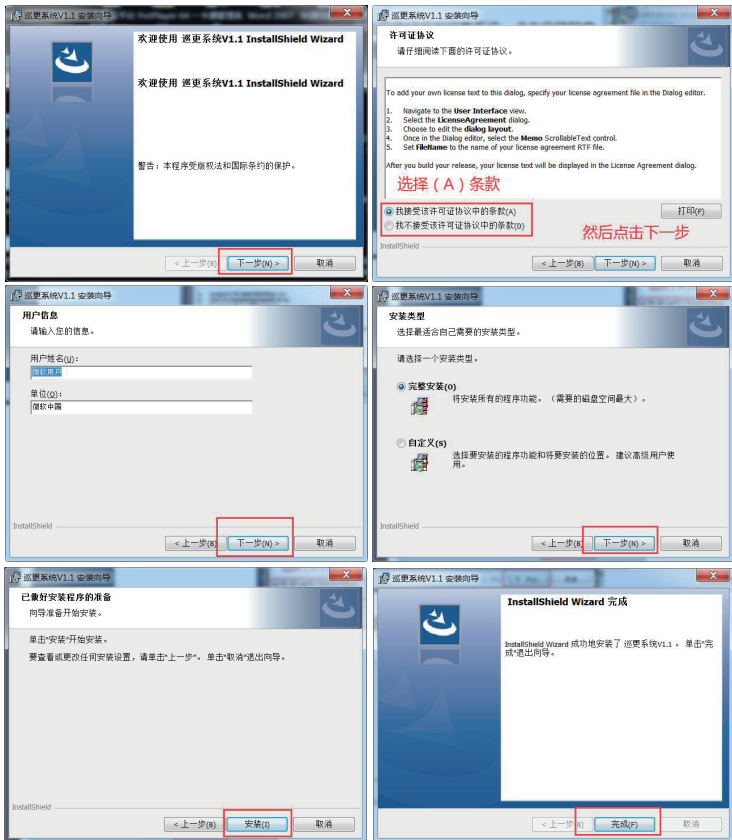 巡更系统V1.1 安装向导
欢迎使用 巡更系统V1.1 InstallShield Wizard
欢迎使用 巡更系统V1.1 InstallShield Wizard
警告：本程序受版权法和国际条约的保护。
< 上一步(B)
下一步(N) >
取消
巡更系统V1.1 安装向导
许可证协议
请仔细阅读下面的许可证协议。
To add your own license text to this dialog, specify your license agreement file in the Dialog editor.
1. Navigate to the User Interface view.
2. Select the LicenseAgreement dialog.
3. Choose to edit the dialog layout.
4. Once in the Dialog editor, select the Memo ScrollableText control.
5. Set FileName to the name of your license agreement RTF file.
After you build your release, your license text will be displayed in the License Agreement dialog.
选择（A）条款
我接受该许可证协议中的条款(A)
打印(P)
我不接受该许可证协议中的条款(D)
然后点击下一步
InstallShield
< 上一步(B)
下一步(N) >
取消
巡更系统V1.1 安装向导
用户信息
请输入您的信息。
用户姓名(U)：
微软用户
单位(O)：
微软中国
InstallShield
< 上一步(B)
下一步(N) >
取消
巡更系统V1.1 安装向导
安装类型
选择最适合自己需要的安装类型。
请选择一个安装类型。
完整安装(O)
将安装所有的程序功能。（需要的磁盘空间最大）。
自定义(S)
选择要安装的程序功能和将要安装的位置。建议高级用户使
用。
InstallShield
< 上一步(B)
下一步(N) >
取消
巡更系统V1.1 安装向导
已做好安装程序的准备
向导准备开始安装。
单击"安装"开始安装。
要查看或更改任何安装设置，请单击"上一步"。单击"取消"退出向导。
InstallShield
< 上一步(B)
安装(I)
取消
巡更系统V1.1 安装向导
InstallShield Wizard 完成
InstallShield Wizard 成功地安装了 巡更系统V1.1 。单击"完
成"退出向导。
< 上一步(B)
完成(F)
取消